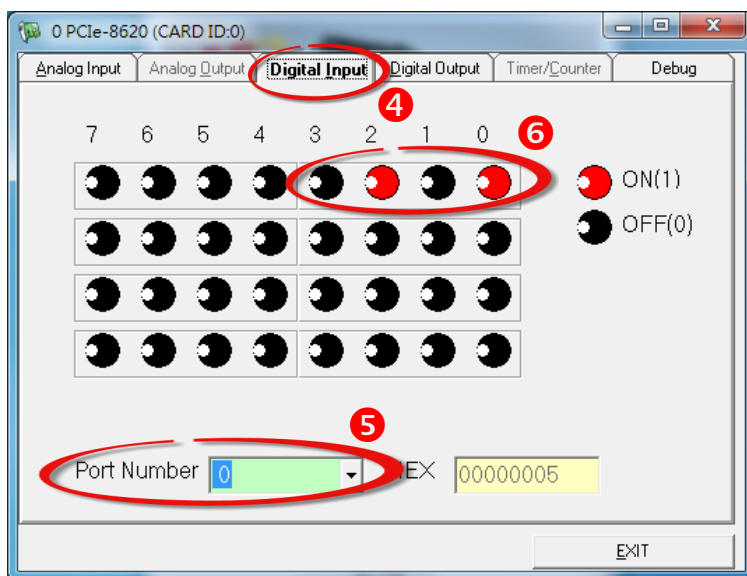 0 PCIe-8620 (CARD ID:0)
Analog Input Analog Output Digital Input Digital Output Timer/Counter Debug
4
7 6 5 4 3 2 1 0 6
ON(1)
OFF(0)
5
Port Number 0 EX 00000005
EXIT